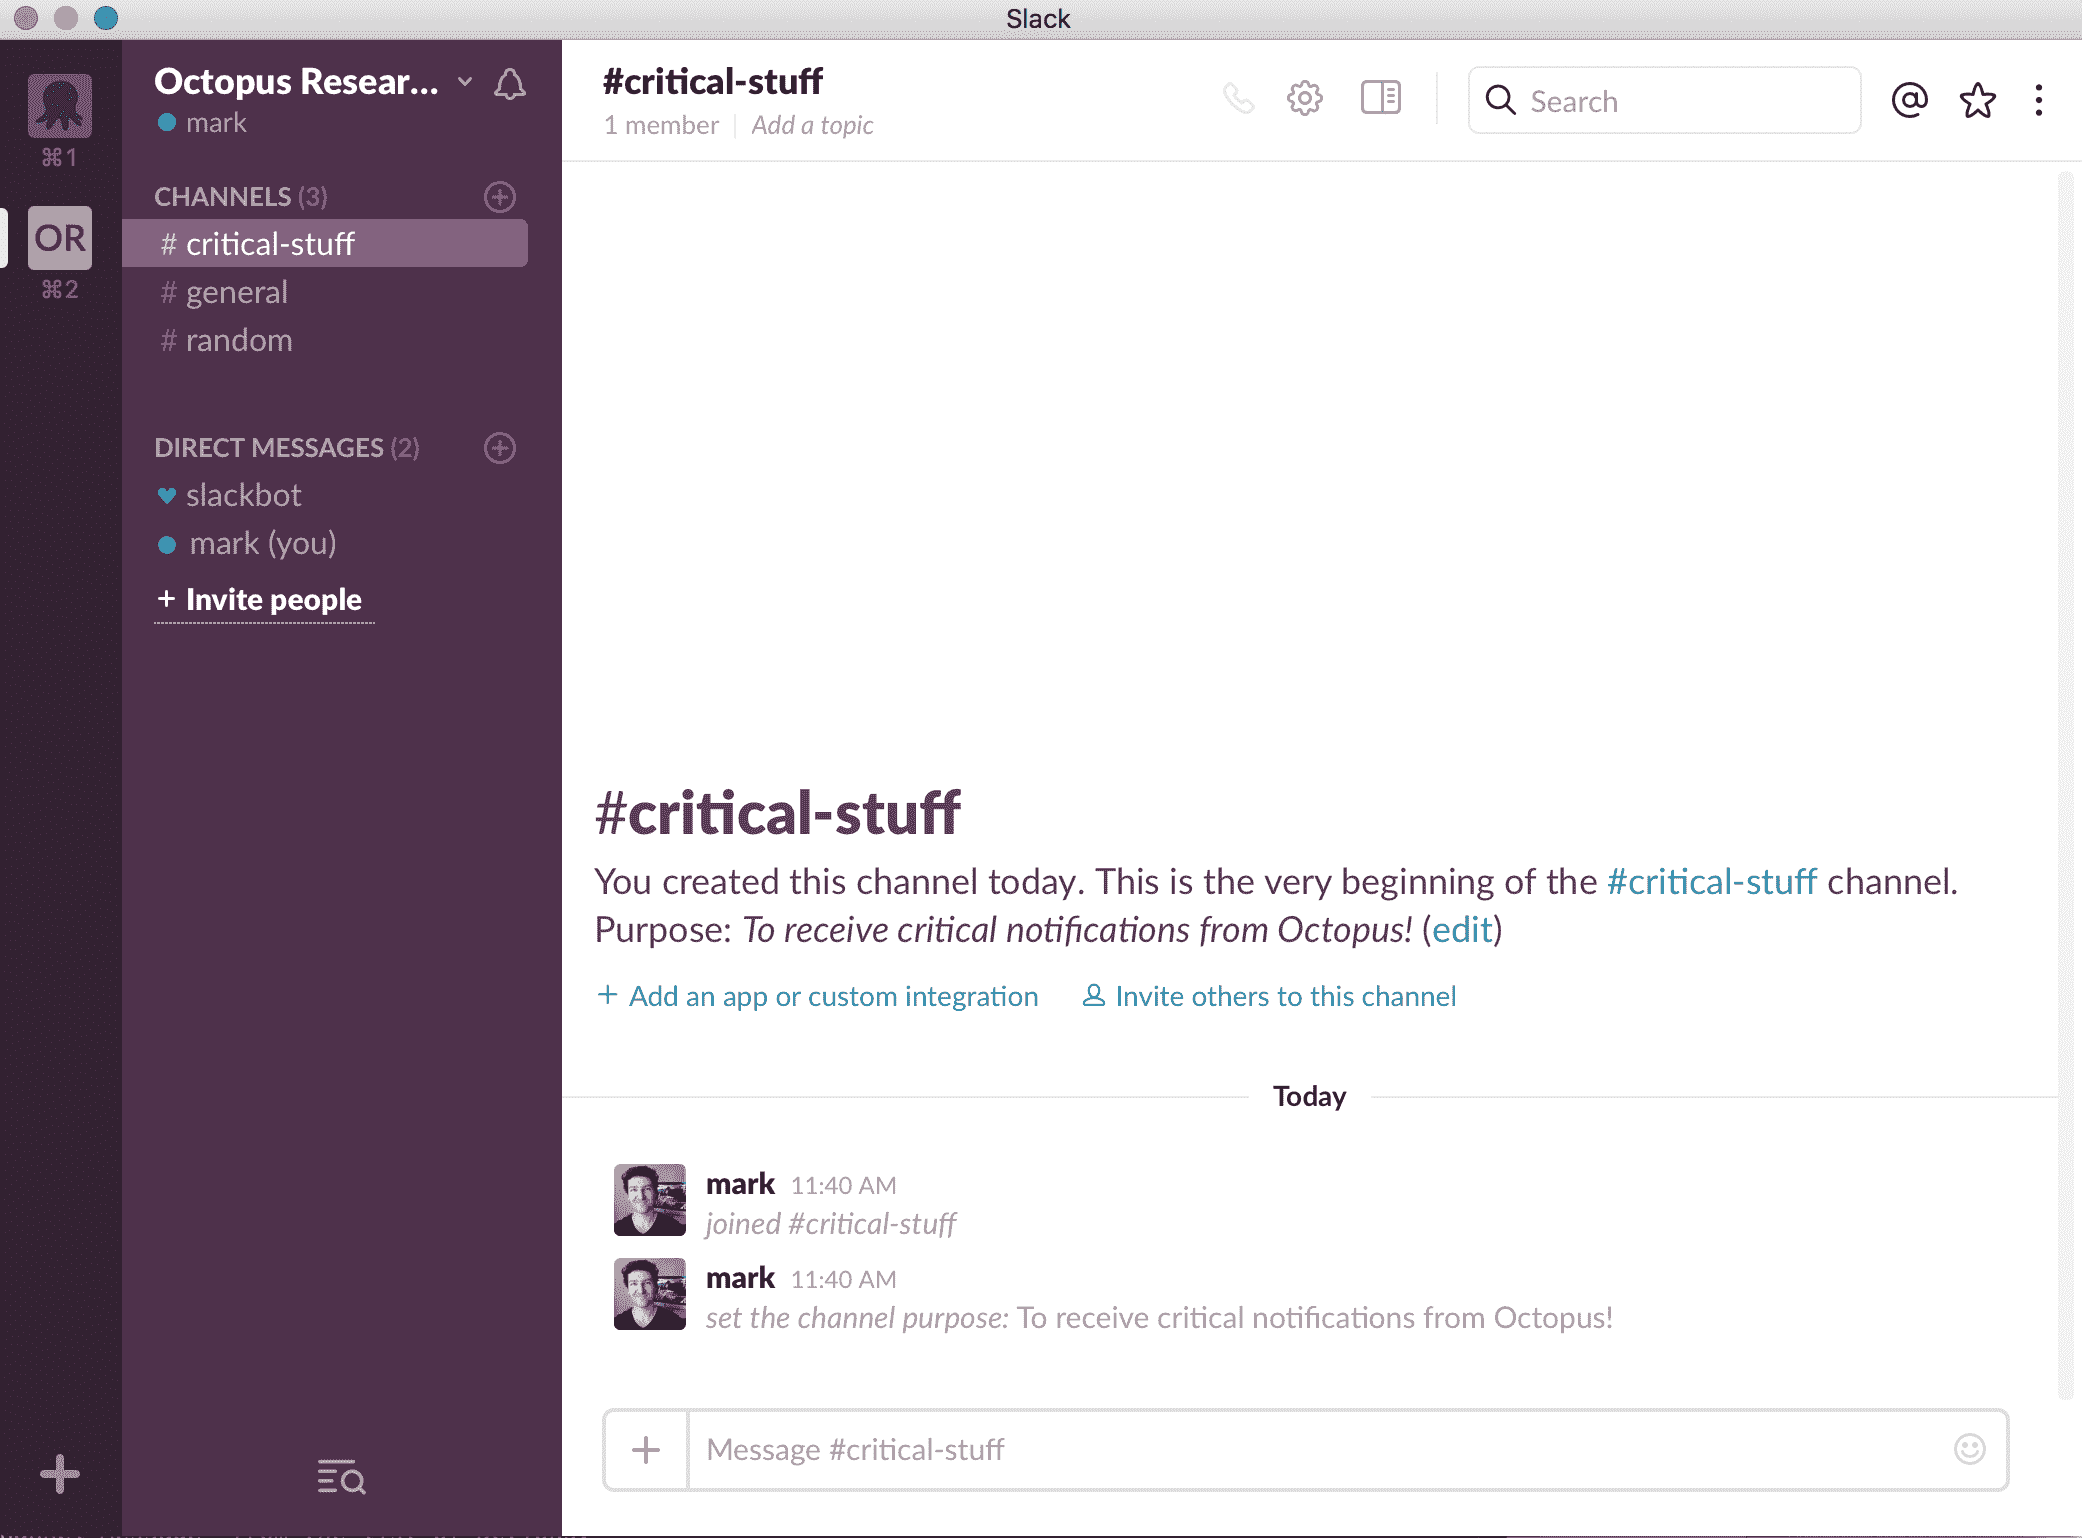 Slack
⌘1
OR
⌘2
Octopus Resear...
mark
CHANNELS (3)
# critical-stuff
# general
# random
DIRECT MESSAGES (2)
slackbot
mark (you)
+ Invite people
#critical-stuff
1 member | Add a topic
Search
#critical-stuff
You created this channel today. This is the very beginning of the #critical-stuff channel.
Purpose: To receive critical notifications from Octopus! (edit)
+ Add an app or custom integration
Invite others to this channel
Today
mark 11:40 AM
joined #critical-stuff
mark 11:40 AM
set the channel purpose: To receive critical notifications from Octopus!
Message #critical-stuff